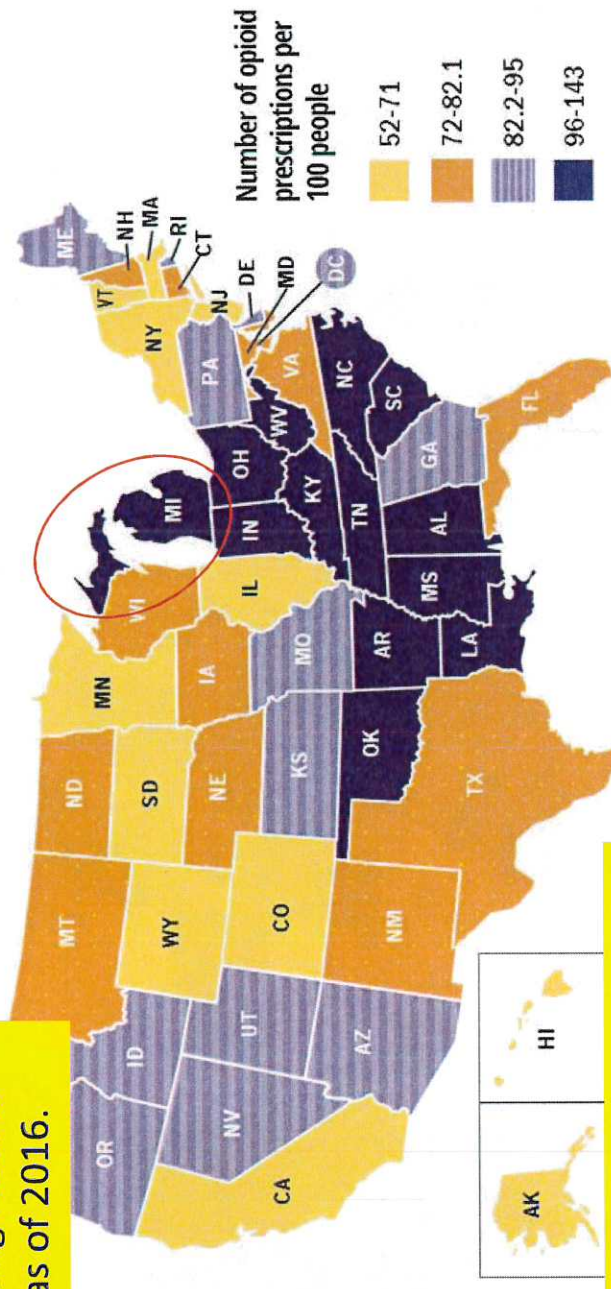 as of 2016.
Number of opioid
prescriptions per
100 people
52-71
72-82.1
82.2-95
96-143
OR
ID
MT
ND
MN
WI
MI
NY
VT
ME
NH
MA
RI
CT
NJ
DE
MD
DC
PA
OH
IN
IL
IA
SD
WY
NE
NV
UT
CO
KS
MO
KY
WV
VA
CA
AZ
NM
OK
AR
TN
NC
SC
TX
LA
MS
AL
GA
FL
AK
HI